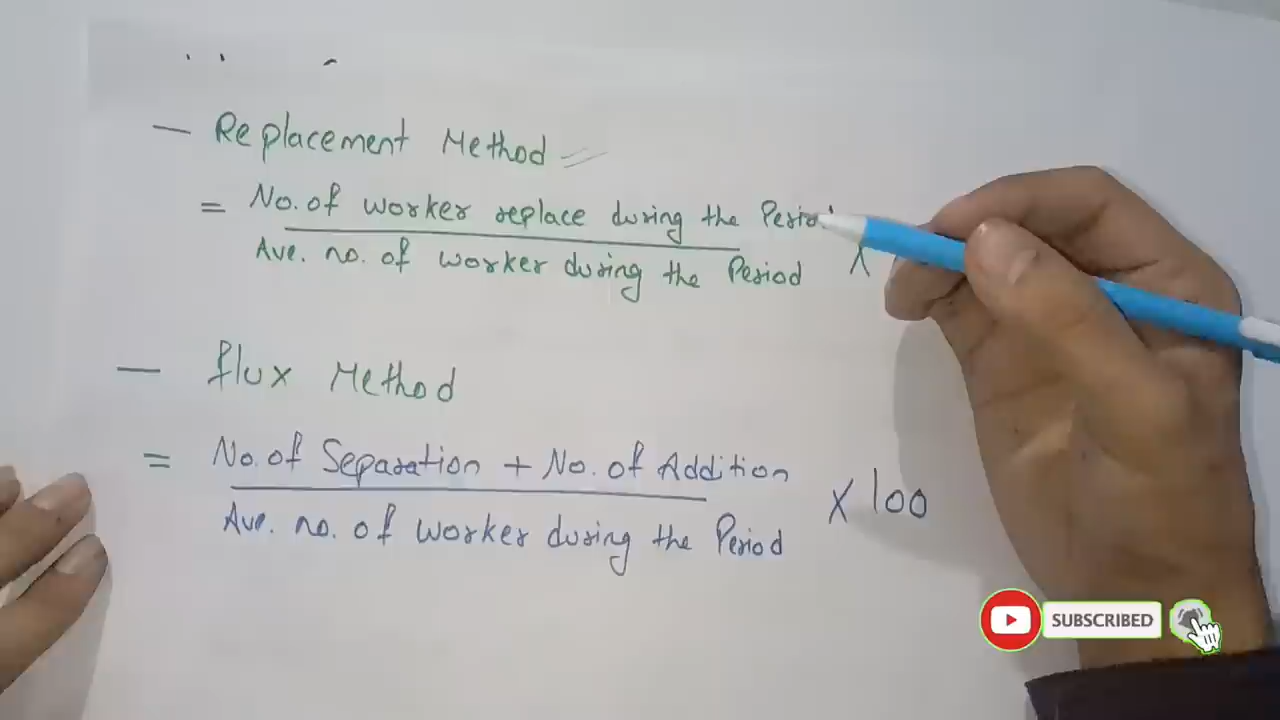 — Replacement Method
= No. of worker replace during the Period
Ave. no. of worker during the Period X
— flux Method
= No. of Separation + No. of Addition
Ave. no. of worker during the Period X 100
SUBSCRIBED